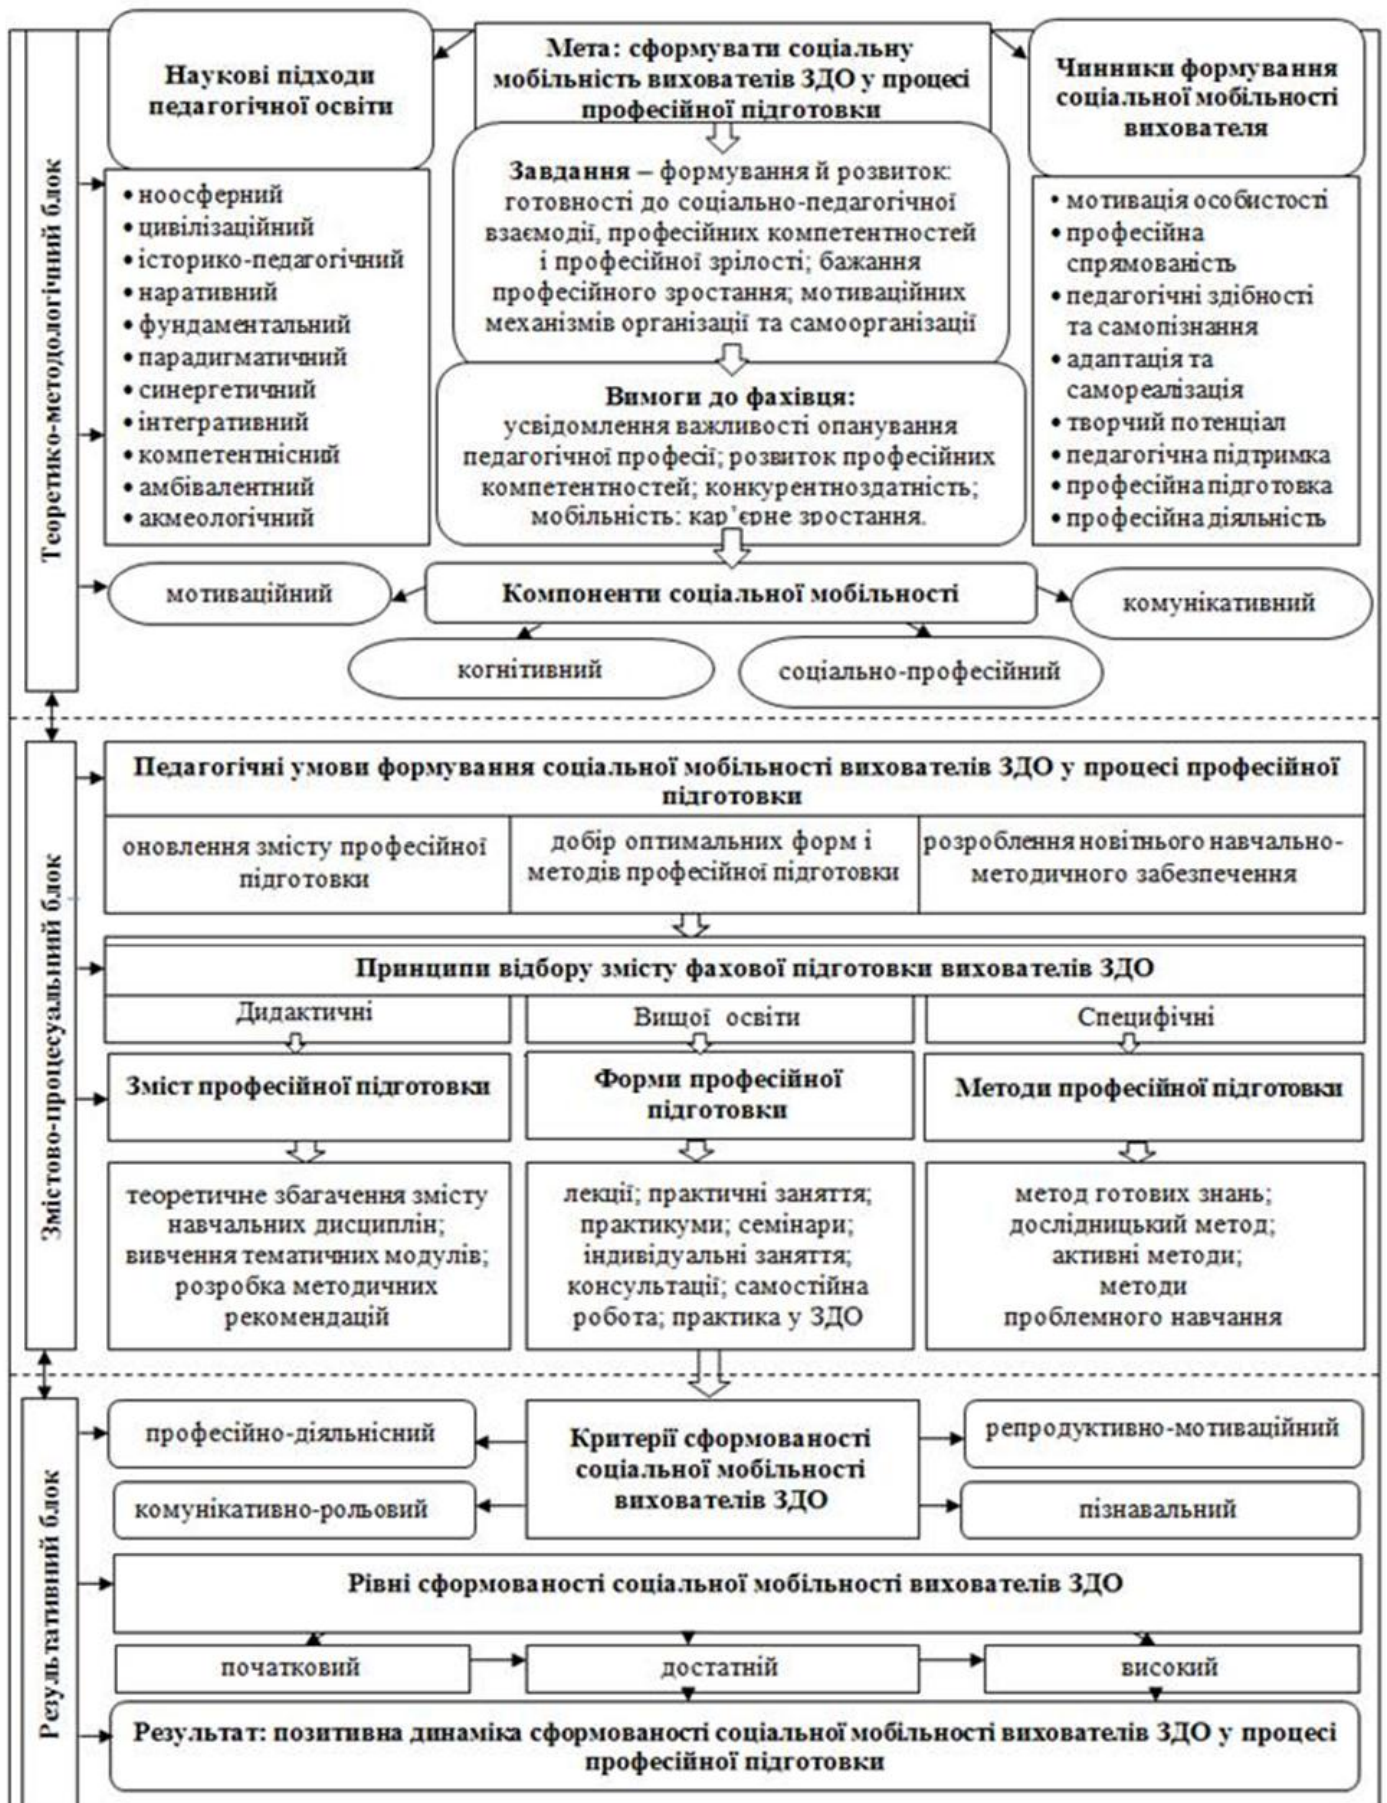 Теоретико-методологічний блок
Наукові підходи
педагогічної освіти
• ноосферний
• цивілізаційний
• історико-педагогічний
• наративний
• фундаментальний
• парадигматичний
• синергетичний
• інтегративний
• компетентнісний
• амбівалентний
• акмеологічний
Мета: сформувати соціальну
мобільність вихователів ЗДО у процесі
професійної підготовки
Завдання – формування й розвиток:
готовності до соціально-педагогічної
взаємодії, професійних компетентностей
і професійної зрілості; бажання
професійного зростання; мотиваційних
механізмів організації та самоорганізації
Вимоги до фахівця:
усвідомлення важливості опанування
педагогічної професії; розвиток професійних
компетентностей; конкурентноздатність;
мобільність; кар’єрне зростання.
Чинники формування
соціальної мобільності
вихователя
• мотивація особистості
• професійна
спрямованість
• педагогічні здібності
та самопізнання
• адаптація та
самореалізація
• творчий потенціал
• педагогічна підтримка
• професійна підготовка
• професійна діяльність
мотиваційний
Компоненти соціальної мобільності
комунікативний
когнітивний
соціально-професійний
Змістово-процесуальний блок
Педагогічні умови формування соціальної мобільності вихователів ЗДО у процесі професійної
підготовки
оновлення змісту професійної
підготовки
добір оптимальних форм і
методів професійної підготовки
розроблення новітнього навчально-
методичного забезпечення
Принципи відбору змісту фахової підготовки вихователів ЗДО
Дидактичні
Вищої освіти
Специфічні
Зміст професійної підготовки
Форми професійної
підготовки
Методи професійної підготовки
теоретичне збагачення змісту
навчальних дисциплін;
вивчення тематичних модулів;
розробка методичних
рекомендацій
лекції; практичні заняття;
практикуми; семінари;
індивідуальні заняття;
консультації; самостійна
робота; практика у ЗДО
метод готових знань;
дослідницький метод;
активні методи;
методи
проблемного навчання
Результативний блок
професійно-діяльнісний
комунікативно-рольовий
Критерії сформованості
соціальної мобільності
вихователів ЗДО
репродуктивно-мотиваційний
пізнавальний
Рівні сформованості соціальної мобільності вихователів ЗДО
початковий
достатній
високий
Результат: позитивна динаміка сформованості соціальної мобільності вихователів ЗДО у процесі
професійної підготовки